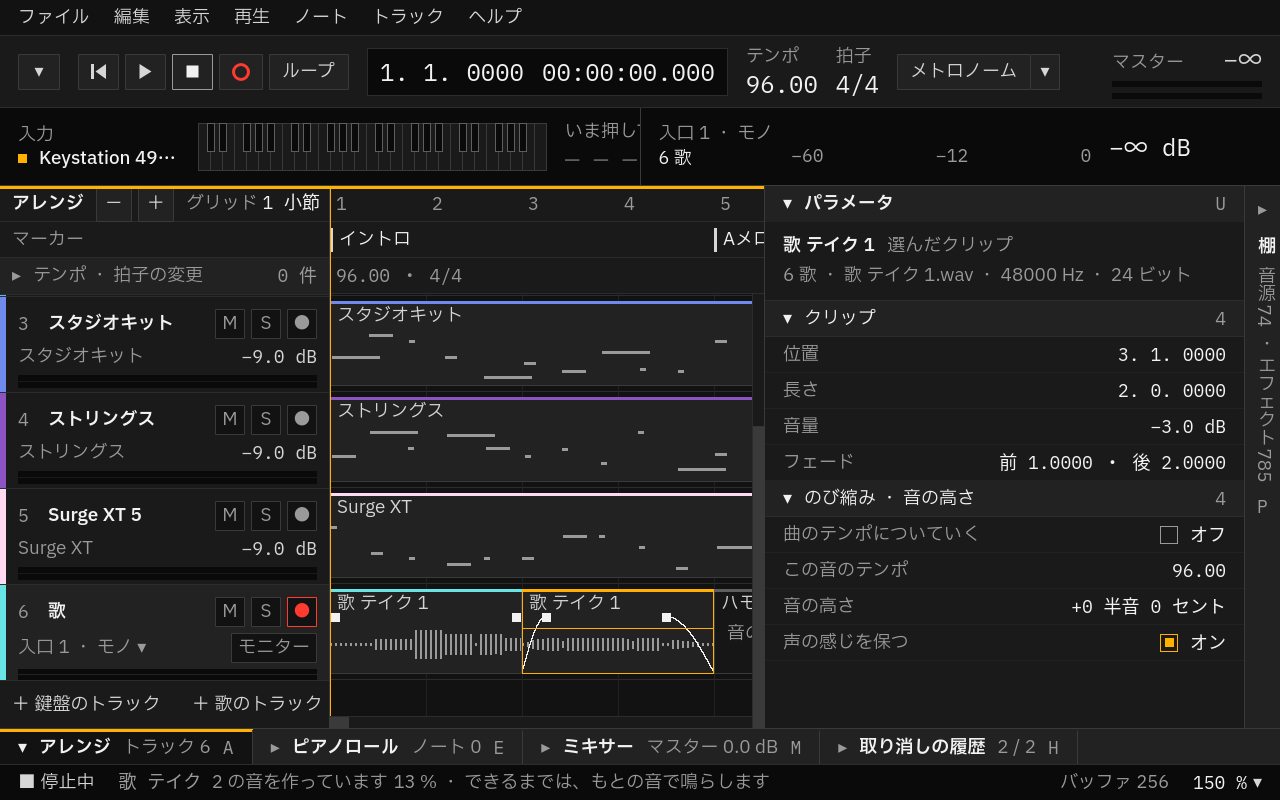 ファイル 編集 表示 再生 ノート トラック ヘルプ
▼ ループ 1. 1. 0000 00:00:00.000
テンポ 96.00
拍子 4/4
メトロノーム ▼
マスター −∞
入力
Keystation 49…
いま押し
— — —
入口 1 · モノ
6 歌
−60 −12 0 −∞ dB
アレンジ − + グリッド 1 小節 1 2 3 4 5
マーカー イントロ Aメロ
▶ テンポ · 拍子の変更 0 件 96.00 · 4/4
3 スタジオキット M S
スタジオキット −9.0 dB
スタジオキット
4 ストリングス M S
ストリングス −9.0 dB
ストリングス
5 Surge XT 5 M S
Surge XT −9.0 dB
Surge XT
6 歌 M S
入口 1 · モノ ▼ モニター
歌 テイク 1 歌 テイク 1 ハモ
音の
+ 鍵盤のトラック + 歌のトラック
▼ パラメータ U
歌 テイク 1 選んだクリップ
6 歌 · 歌 テイク 1.wav · 48000 Hz · 24 ビット
▼ クリップ 4
位置 3. 1. 0000
長さ 2. 0. 0000
音量 −3.0 dB
フェード 前 1.0000 · 後 2.0000
▼ のび縮み · 音の高さ 4
曲のテンポについていく オフ
この音のテンポ 96.00
音の高さ +0 半音 0 セント
声の感じを保つ オン
▶ 棚 音源 74 · エフェクト 785 P
▼ アレンジ トラック 6 A ▶ ピアノロール ノート 0 E ▶ ミキサー マスター 0.0 dB M ▶ 取り消しの履歴 2 / 2 H
■ 停止中 歌 テイク 2 の音を作っています 13 % · できるまでは、もとの音で鳴らします バッファ 256 150 % ▼